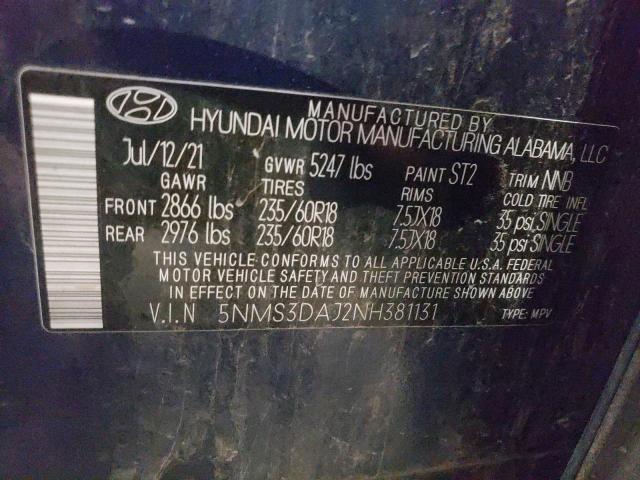 MANUFACTURED BY
HYUNDAI MOTOR MANUFACTURING ALABAMA, LLC
Jul/12/21 GVWR 5247 lbs PAINT ST2 TRIM NNB
GAWR TIRES RIMS COLD TIRE INFL
FRONT 2866 lbs 235/60R18 7.5JX18 35 psi,SINGLE
REAR 2976 lbs 235/60R18 7.5JX18 35 psi,SINGLE
THIS VEHICLE CONFORMS TO ALL APPLICABLE U.S.A. FEDERAL
MOTOR VEHICLE SAFETY AND THEFT PREVENTION STANDARDS
IN EFFECT ON THE DATE OF MANUFACTURE SHOWN ABOVE
V.I.N 5NMS3DAJ2NH381131 TYPE: MPV